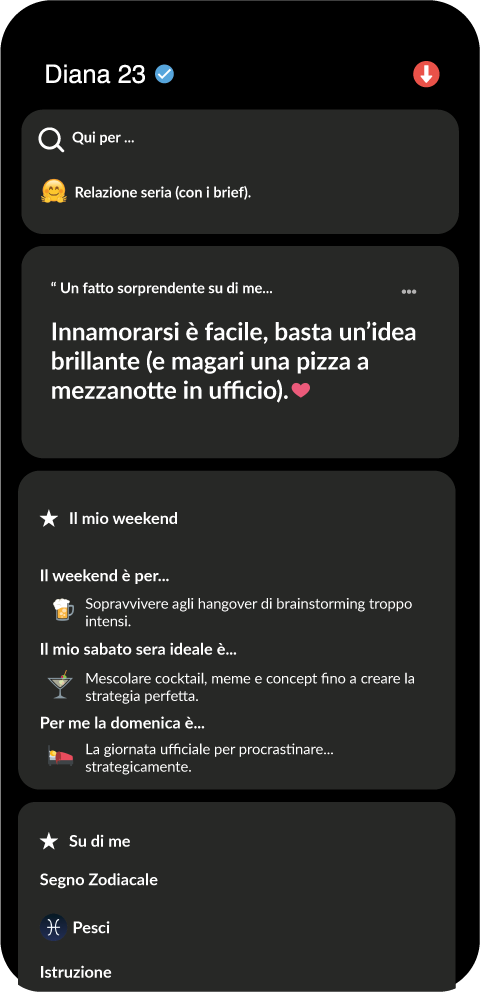 Diana 23
Qui per ...
Relazione seria (con i brief).
“ Un fatto sorprendente su di me...
Innamorarsi è facile, basta un’idea
brillante (e magari una pizza a
mezzanotte in ufficio).
Il mio weekend
Il weekend è per...
Sopravvivere agli hangover di brainstorming troppo
intensi.
Il mio sabato sera ideale è...
Mescolare cocktail, meme e concept fino a creare la
strategia perfetta.
Per me la domenica è...
La giornata ufficiale per procrastinare...
strategicamente.
Su di me
Segno Zodiacale
Pesci
Istruzione